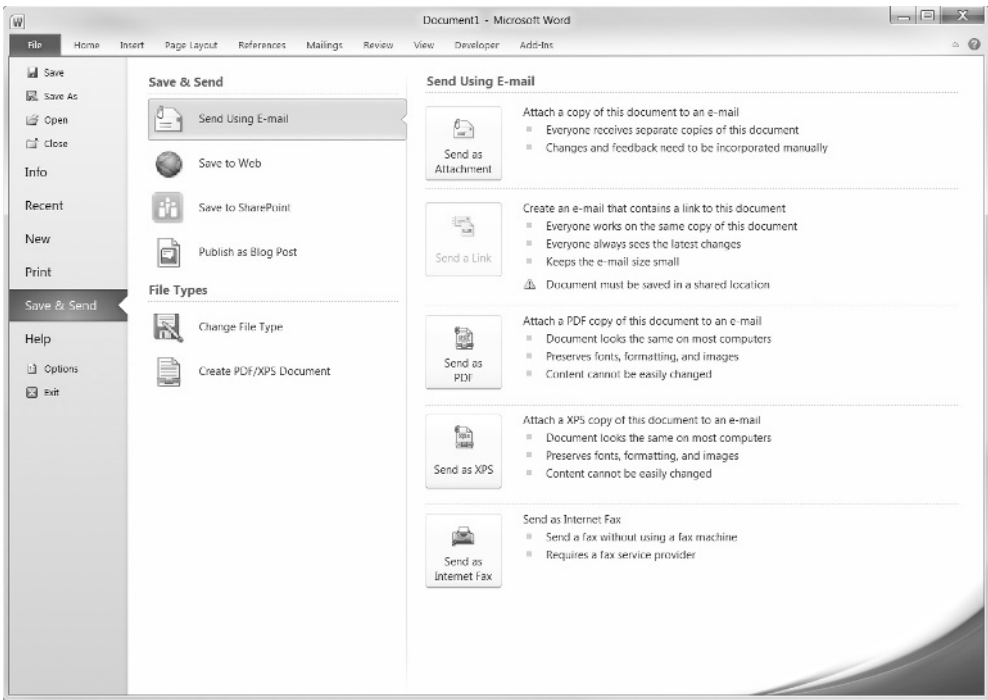 Document1 - Microsoft Word
File Home Insert Page Layout References Mailings Review View Developer Add-Ins
Save
Save As
Open
Close
Info
Recent
New
Print
Save & Send
Help
Options
Exit
Save & Send
Send Using E-mail
Save to Web
Save to SharePoint
Publish as Blog Post
File Types
Change File Type
Create PDF/XPS Document
Send Using E-mail
Send as
Attachment
Attach a copy of this document to an e-mail
Everyone receives separate copies of this document
Changes and feedback need to be incorporated manually
Send a Link
Create an e-mail that contains a link to this document
Everyone works on the same copy of this document
Everyone always sees the latest changes
Keeps the e-mail size small
Document must be saved in a shared location
Send as
PDF
Attach a PDF copy of this document to an e-mail
Document looks the same on most computers
Preserves fonts, formatting, and images
Content cannot be easily changed
Send as XPS
Attach a XPS copy of this document to an e-mail
Document looks the same on most computers
Preserves fonts, formatting, and images
Content cannot be easily changed
Send as
Internet Fax
Send as Internet Fax
Send a fax without using a fax machine
Requires a fax service provider